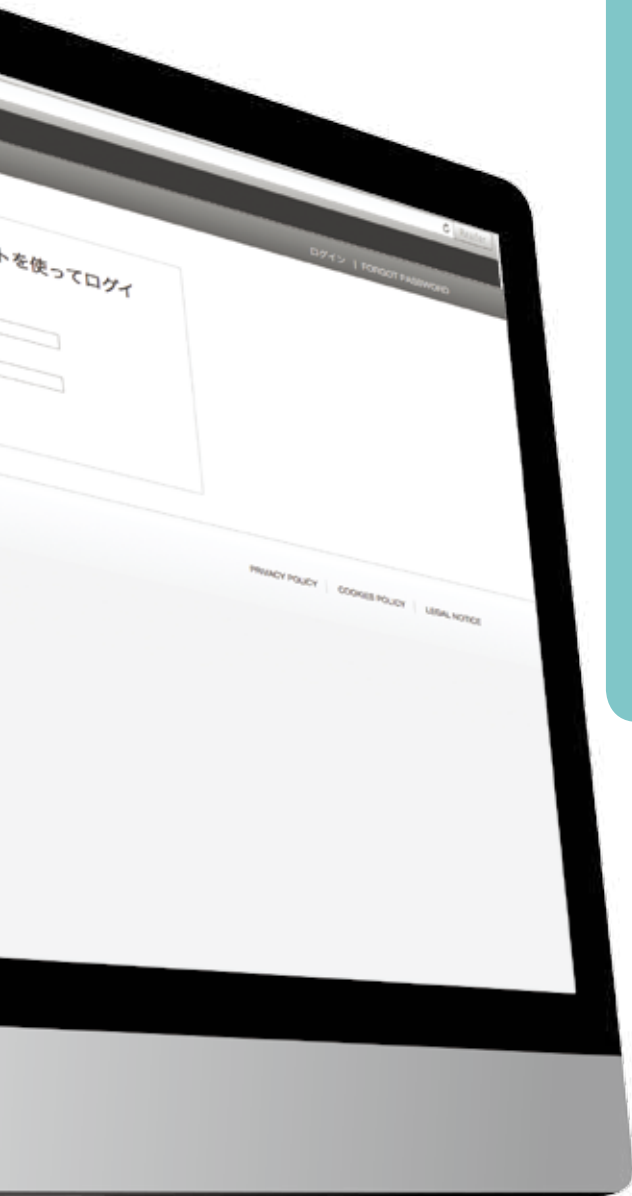 Reader
ログイン | FORGOT PASSWORD
トを使ってログイ
PRIVACY POLICY | COOKIES POLICY | LEGAL NOTICE